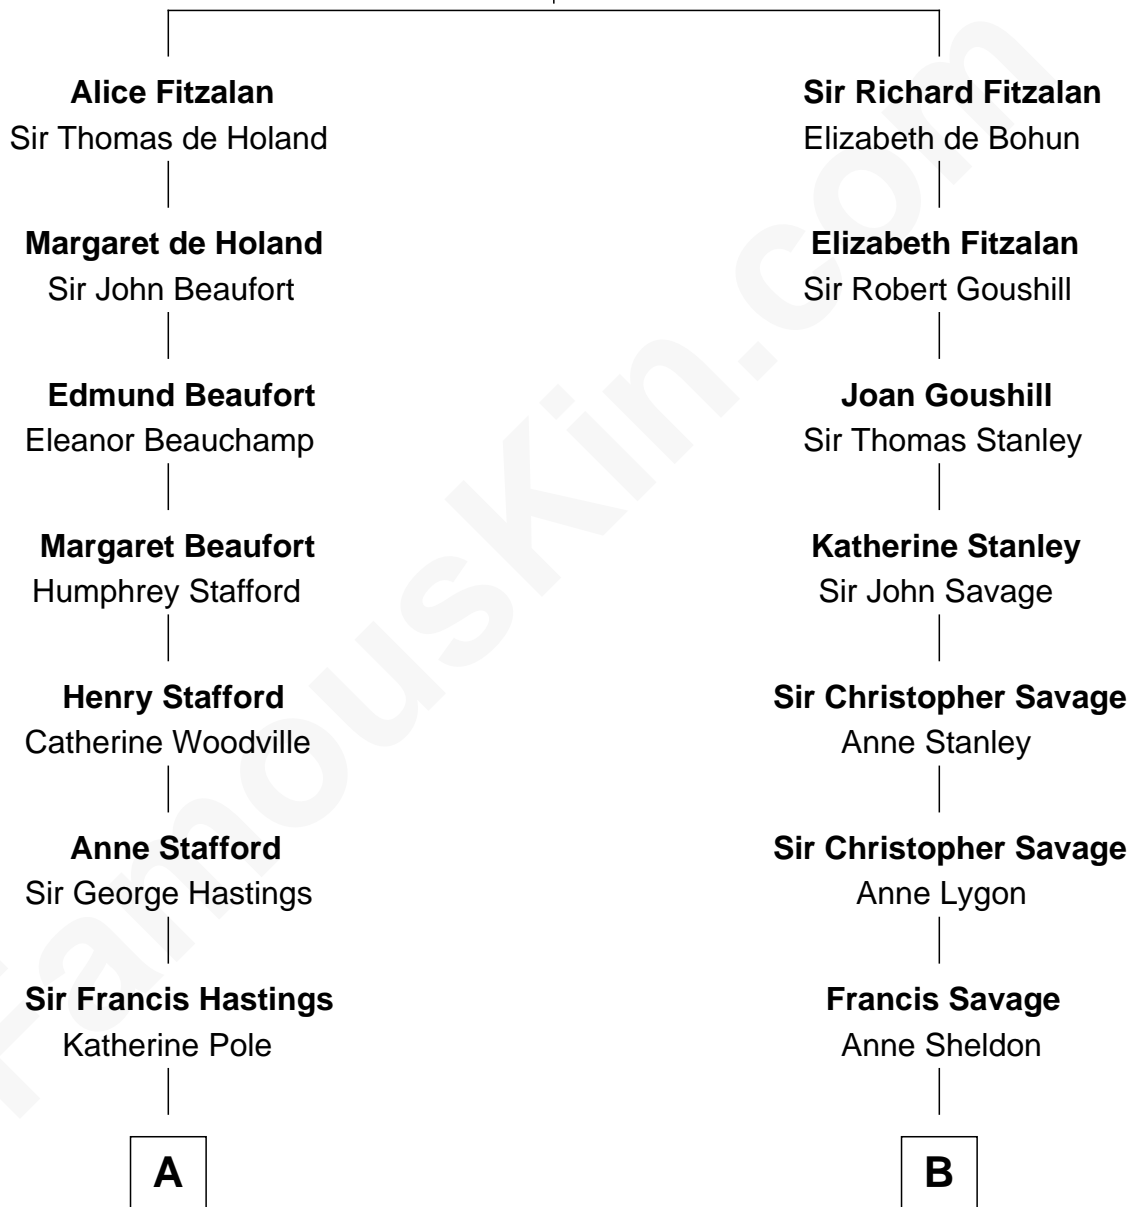 Alice Fitzalan
Sir Thomas de Holand
Margaret de Holand
Sir John Beaufort
Edmund Beaufort
Eleanor Beauchamp
Margaret Beaufort
Humphrey Stafford
Henry Stafford
Catherine Woodville
Anne Stafford
Sir George Hastings
Sir Francis Hastings
Katherine Pole
A
Sir Richard Fitzalan
Elizabeth de Bohun
Elizabeth Fitzalan
Sir Robert Goushill
Joan Goushill
Sir Thomas Stanley
Katherine Stanley
Sir John Savage
Sir Christopher Savage
Anne Stanley
Sir Christopher Savage
Anne Lygon
Francis Savage
Anne Sheldon
B
FamousKin.com